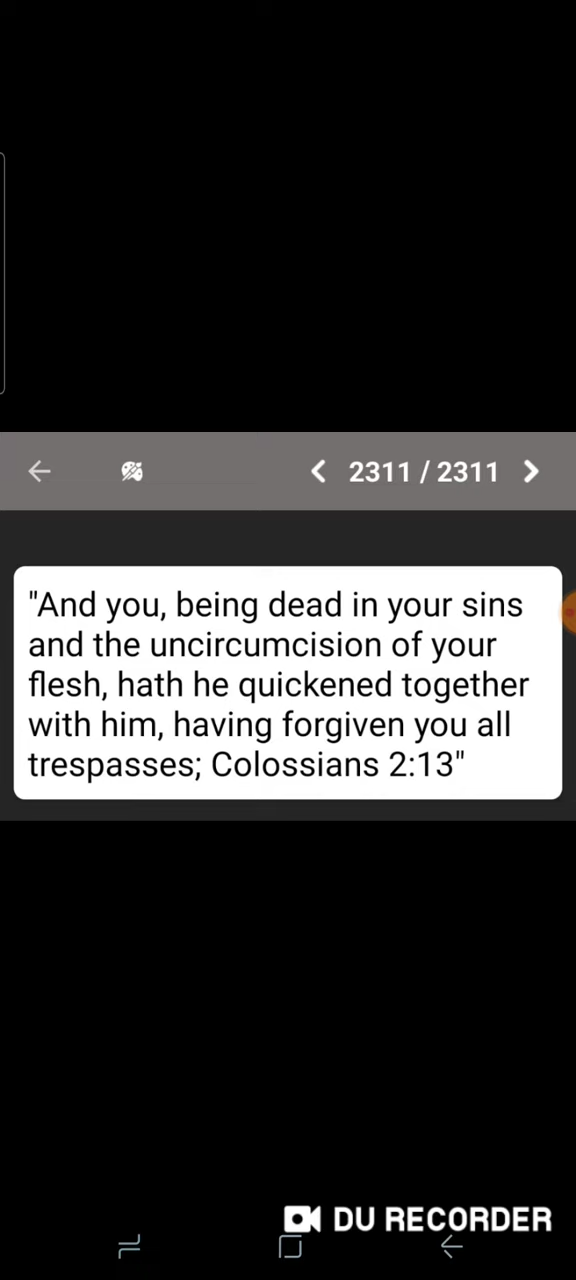 2311 / 2311
"And you, being dead in your sins
and the uncircumcision of your
flesh, hath he quickened together
with him, having forgiven you all
trespasses; Colossians 2:13"
DU RECORDER